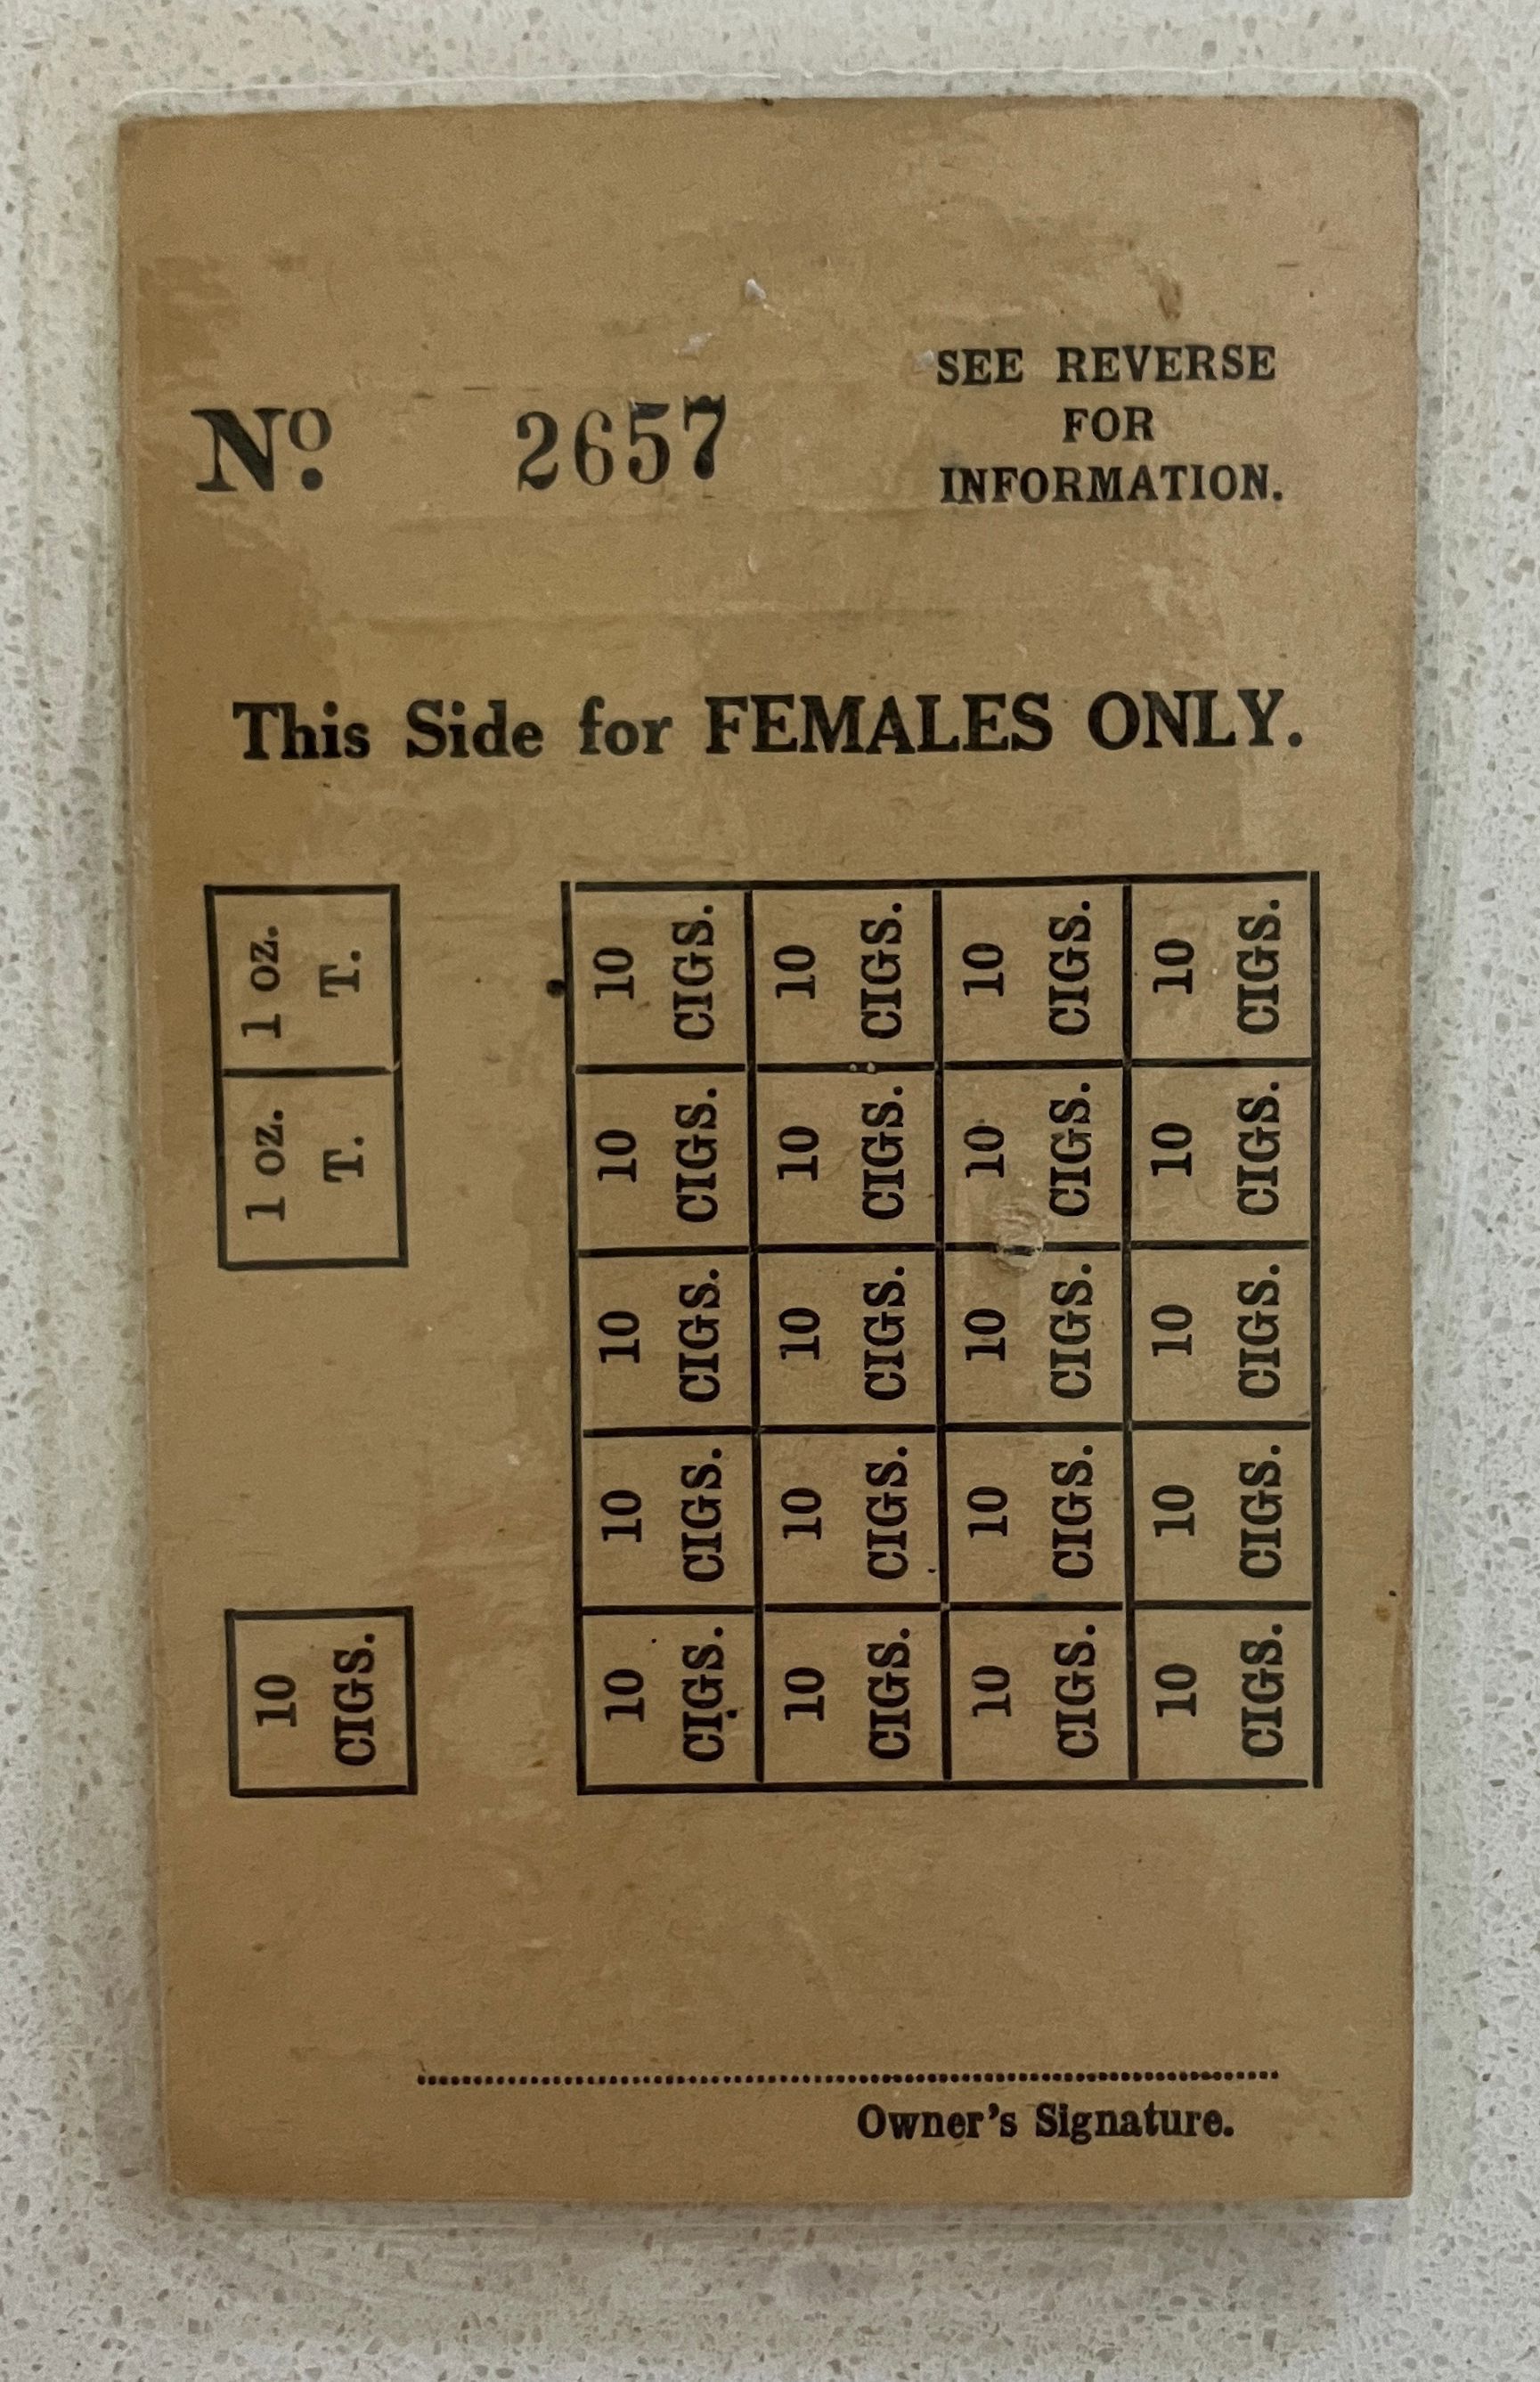 SEE REVERSE
FOR
INFORMATION.
Nº. 2657
This Side for FEMALES ONLY.
10 1 oz. 1 oz.
CIGS. T. T.
10 10 10 10 10
CIGS. CIGS. CIGS. CIGS. CIGS.
10 10 10 10 10
CIGS. CIGS. CIGS. CIGS. CIGS.
10 10 10 10 10
CIGS. CIGS. CIGS. CIGS. CIGS.
10 10 10 10 10
CIGS. CIGS. CIGS. CIGS. CIGS.
Owner's Signature.